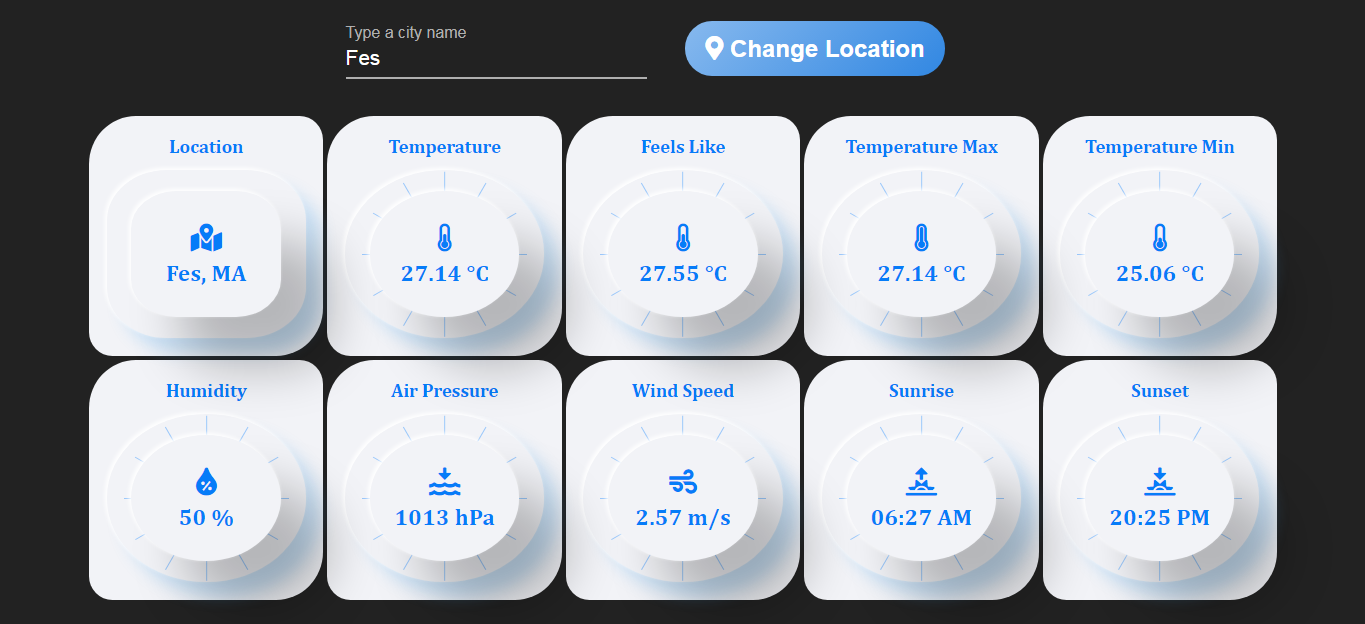 Type a city name
Fes
Change Location
Location
Fes, MA
Temperature
27.14 °C
Feels Like
27.55 °C
Temperature Max
27.14 °C
Temperature Min
25.06 °C
Humidity
%
50 %
Air Pressure
1013 hPa
Wind Speed
2.57 m/s
Sunrise
06:27 AM
Sunset
20:25 PM